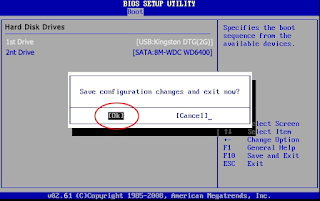 BIOS SETUP UTILITY
Boot
Hard Disk Drives
Specifies the boot
sequence from the
available devices.
1st Drive [USB:Kingston DTG(2G)]
2nt Drive [SATA:8M-WDC WD6400]
Save configuration changes and exit now?
[Ok] [Cancel]
Select Screen
↑↓ Select Item
+- Change Option
F1 General Help
F10 Save and Exit
ESC Exit
v02.61 (C)Copyright 1985-2008, American Megatrends, Inc.